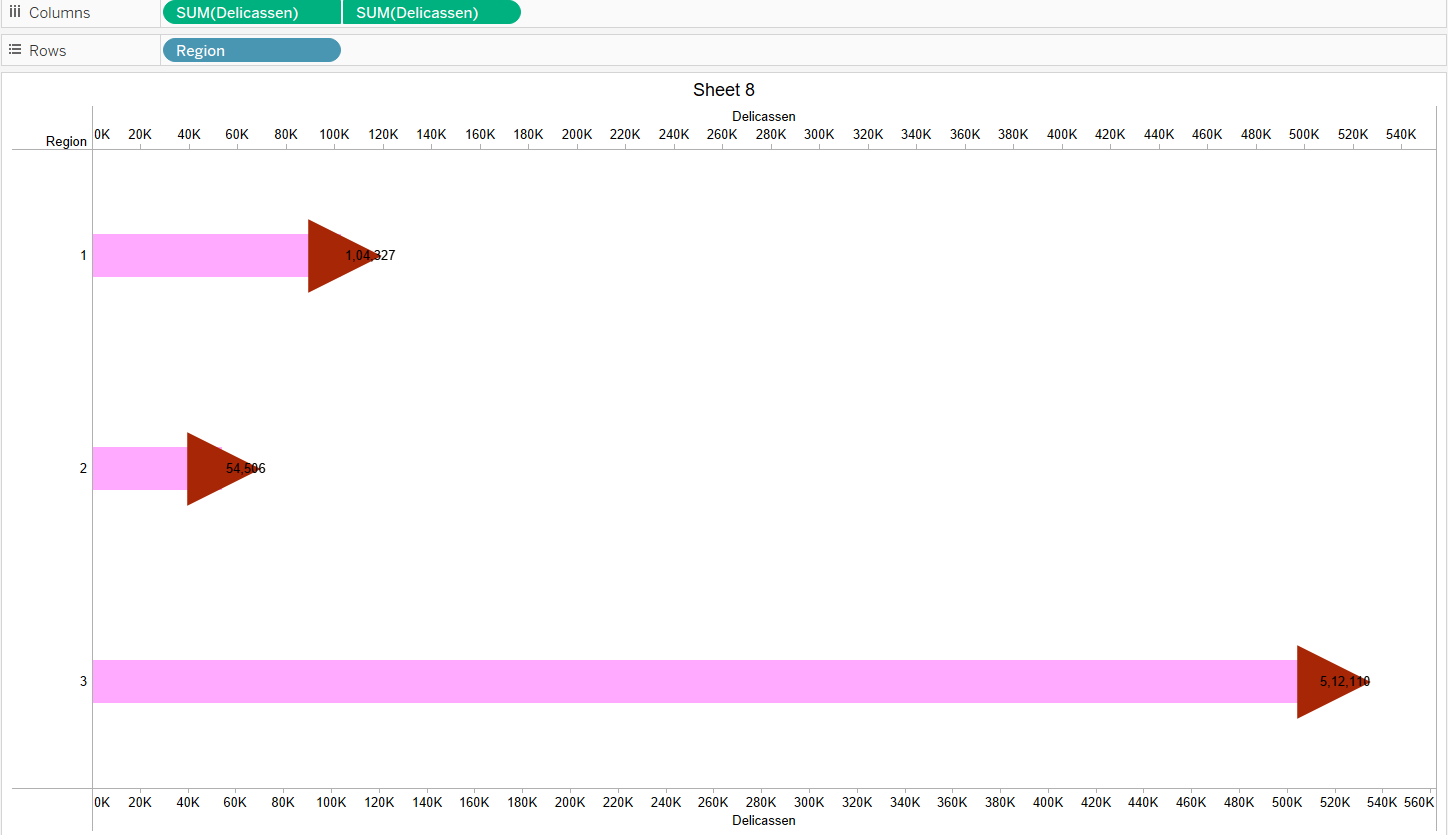 Columns SUM(Delicassen) SUM(Delicassen)
Rows Region
Sheet 8
Delicassen
Region 0K 20K 40K 60K 80K 100K 120K 140K 160K 180K 200K 220K 240K 260K 280K 300K 320K 340K 360K 380K 400K 420K 440K 460K 480K 500K 520K 540K
1 1,04,327
2 54,506
3 5,12,110
0K 20K 40K 60K 80K 100K 120K 140K 160K 180K 200K 220K 240K 260K 280K 300K 320K 340K 360K 380K 400K 420K 440K 460K 480K 500K 520K 540K 560K
Delicassen